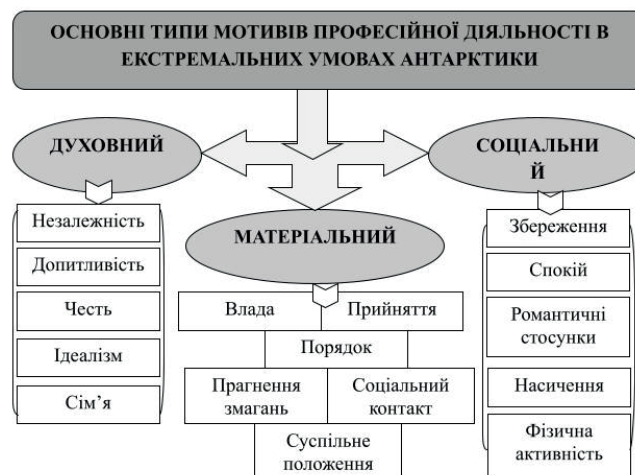 ОСНОВНІ ТИПИ МОТИВІВ ПРОФЕСІЙНОЇ ДІЯЛЬНОСТІ В
ЕКСТРЕМАЛЬНИХ УМОВАХ АНТАРКТИКИ
ДУХОВНИЙ
Незалежність
Допитливість
Честь
Ідеалізм
Сім’я
МАТЕРІАЛЬНИЙ
Влада
Прийняття
Порядок
Прагнення
змагань
Соціальний
контакт
Суспільне
положення
СОЦІАЛЬНИ
Й
Збереження
Спокій
Романтичні
стосунки
Насичення
Фізична
активність